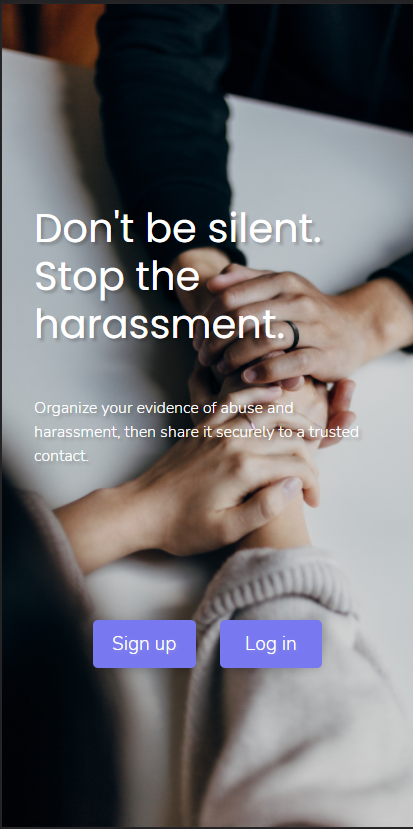 Don't be silent.
Stop the
harassment.
Organize your evidence of abuse and
harassment, then share it securely to a trusted
contact.
Sign up
Log in